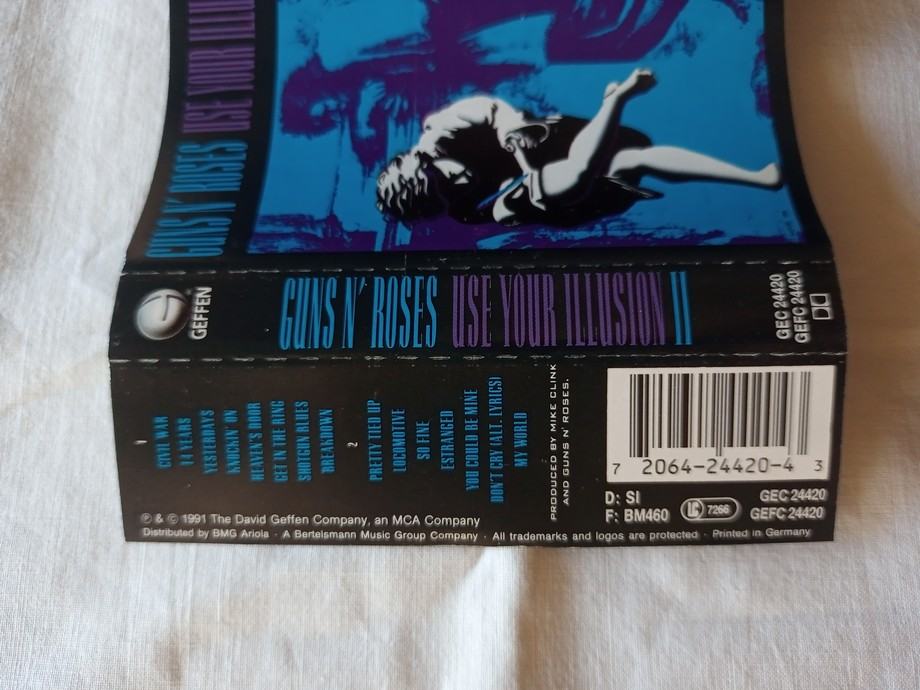 GUNS N' ROSES USE YOUR ILLU
GEFFEN
GUNS N' ROSES USE YOUR ILLUSION II
GEC 24420
GEFC 24420
1
CIVIL WAR
14 YEARS
YESTERDAYS
KNOCKIN' ON
HEAVEN'S DOOR
GET IN THE RING
SHOTGUN BLUES
BREAKDOWN
2
PRETTY TIED UP
LOCOMOTIVE
SO FINE
ESTRANGED
YOU COULD BE MINE
DON'T CRY (ALT. LYRICS)
MY WORLD
PRODUCED BY MIKE CLINK
AND GUNS N' ROSES.
7 2064-24420-4 3
D: SI
F: BM460
LC 7266
GEC 24420
GEFC 24420
℗ & © 1991 The David Geffen Company, an MCA Company
Distributed by BMG Ariola · A Bertelsmann Music Group Company · All trademarks and logos are protected · Printed in Germany